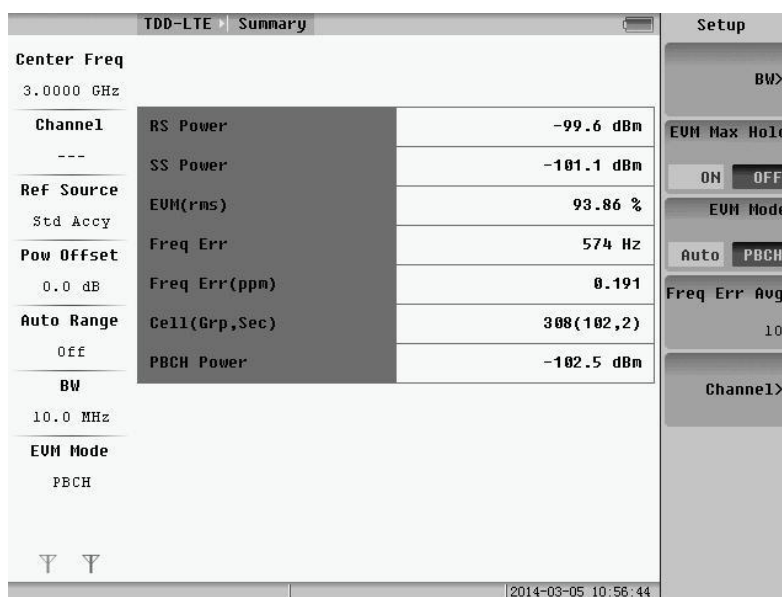 TDD-LTE Summary
Setup
Center Freq
3.0000 GHz
Channel
---
Ref Source
Std Accy
Pow Offset
0.0 dB
Auto Range
Off
BW
10.0 MHz
EVM Mode
PBCH
RS Power -99.6 dBm
SS Power -101.1 dBm
EVM(rms) 93.86 %
Freq Err 574 Hz
Freq Err(ppm) 0.191
Cell(Grp,Sec) 308(102,2)
PBCH Power -102.5 dBm
BW>
EVM Max Hold
ON OFF
EVM Mode
Auto PBCH
Freq Err Avg
10
Channel>
2014-03-05 10:56:44